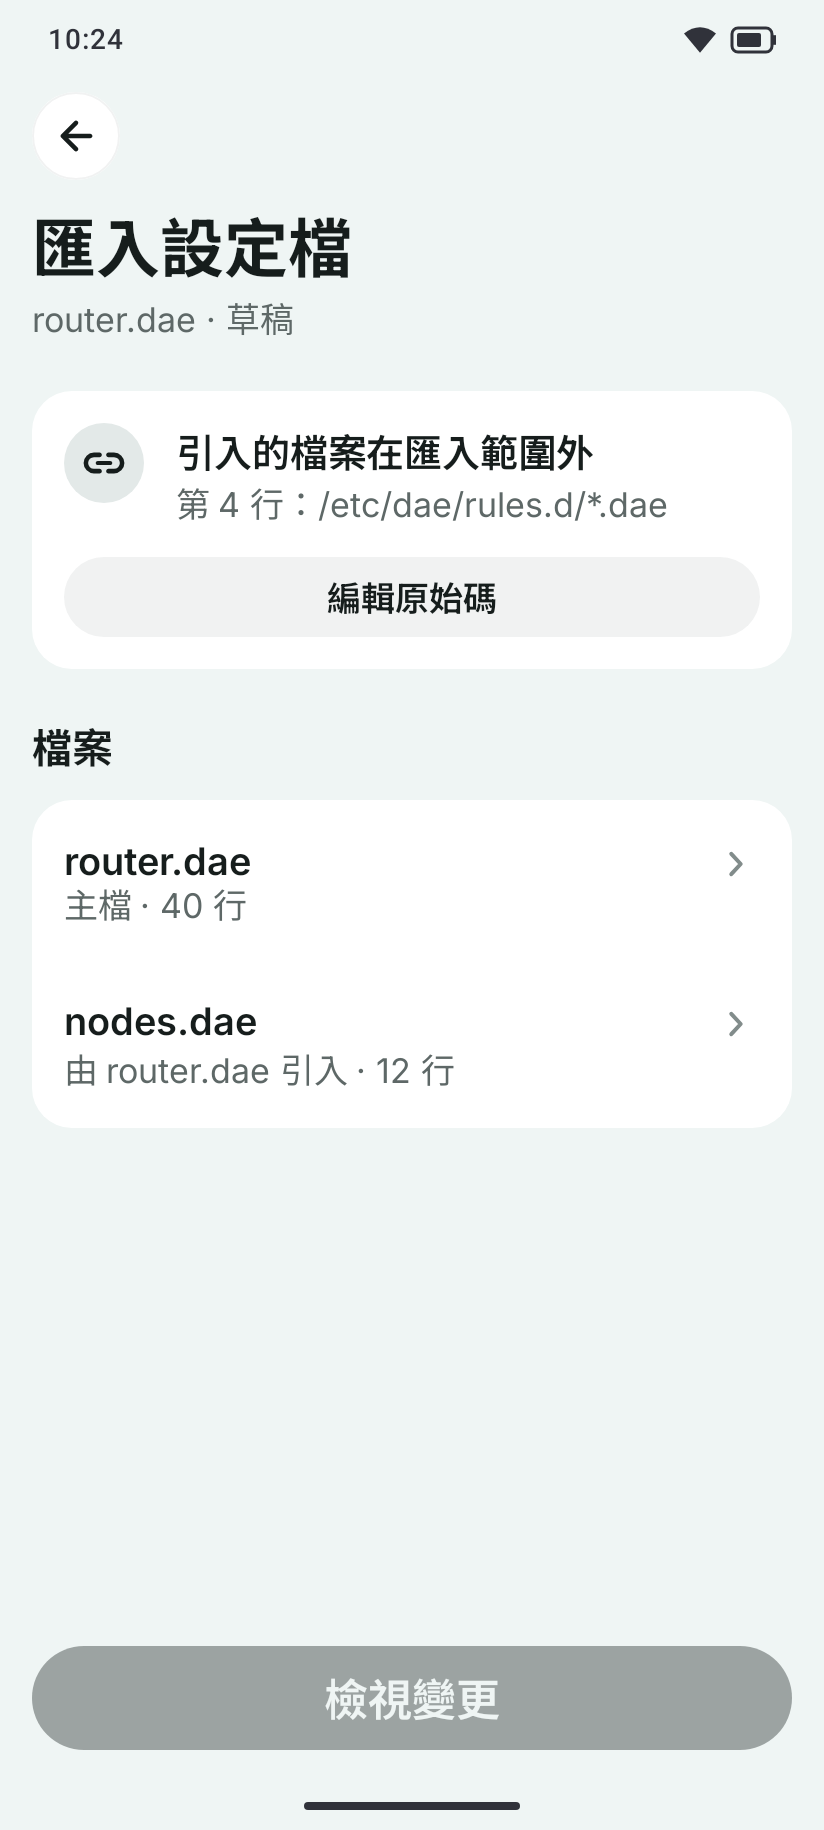 10:24
匯入設定檔
router.dae · 草稿
引入的檔案在匯入範圍外
第 4 行：/etc/dae/rules.d/*.dae
編輯原始碼
檔案
router.dae
主檔 · 40 行
nodes.dae
由 router.dae 引入 · 12 行
檢視變更